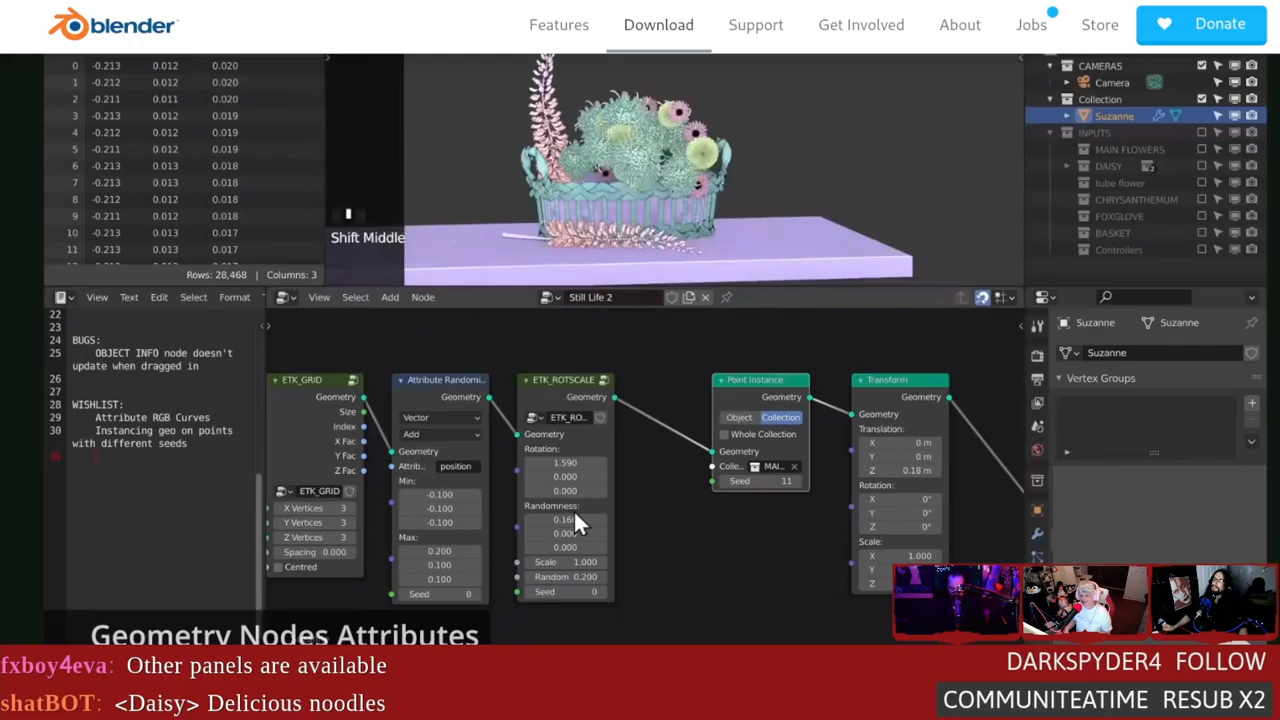 blender
Features
Download
Support
Get Involved
About
Jobs
Store
Donate
0 -0.213 0.012 0.020
1 -0.212 0.012 0.020
2 -0.211 0.011 0.020
3 -0.213 0.012 0.019
4 -0.212 0.013 0.019
5 -0.211 0.012 0.019
6 -0.213 0.013 0.018
7 -0.212 0.013 0.018
8 -0.212 0.012 0.018
9 -0.211 0.012 0.018
10 -0.213 0.013 0.017
11 -0.213 0.012 0.017
Rows: 28,468 | Columns: 3
Shift Middle
CAMERAS
Camera
Collection
Suzanne
INPUTS
MAIN FLOWERS
DAISY
2
tube flower
CHRYSANTHEMUM
FOXGLOVE
BASKET
Controllers
View Text Edit Select Format
22
23
24 BUGS:
25 OBJECT INFO node doesn't
update when dragged in
26
27
28 WISHLIST:
29 Attribute RGB Curves
30 Instancing geo on points
with different seeds
View Select Add Node
Still Life 2
ETK_GRID
Geometry
Size
Index
X Fac
Y Fac
Z Fac
ETK_GRID
X Vertices 3
Y Vertices 3
Z Vertices 3
Spacing 0.000
Centred
Attribute Randomi...
Geometry
Vector
Add
Geometry
Attrib... position
Min:
-0.100
-0.100
-0.100
Max:
0.200
0.100
0.100
Seed 0
ETK_ROTSCALE
Geometry
ETK_RO...
Geometry
Rotation:
1.590
0.000
0.000
Randomness:
0.000
0.000
Scale 1.000
Random 0.200
Seed 0
Point Instance
Geometry
Object Collection
Whole Collection
Geometry
Colle... MAI...
Seed 11
Transform
Geometry
Geometry
Translation:
X 0 m
Y 0 m
Z 0.18 m
Rotation:
X 0°
Y 0°
Z 0°
Scale:
X 1.000
Y
Z
Suzanne
Suzanne
Suzanne
Vertex Groups
Geometry Nodes Attributes
fxboy4eva: Other panels are available
shatBOT: <Daisy> Delicious noodles
DARKSPYDER4 FOLLOW
COMMUNITEATIME RESUB X2